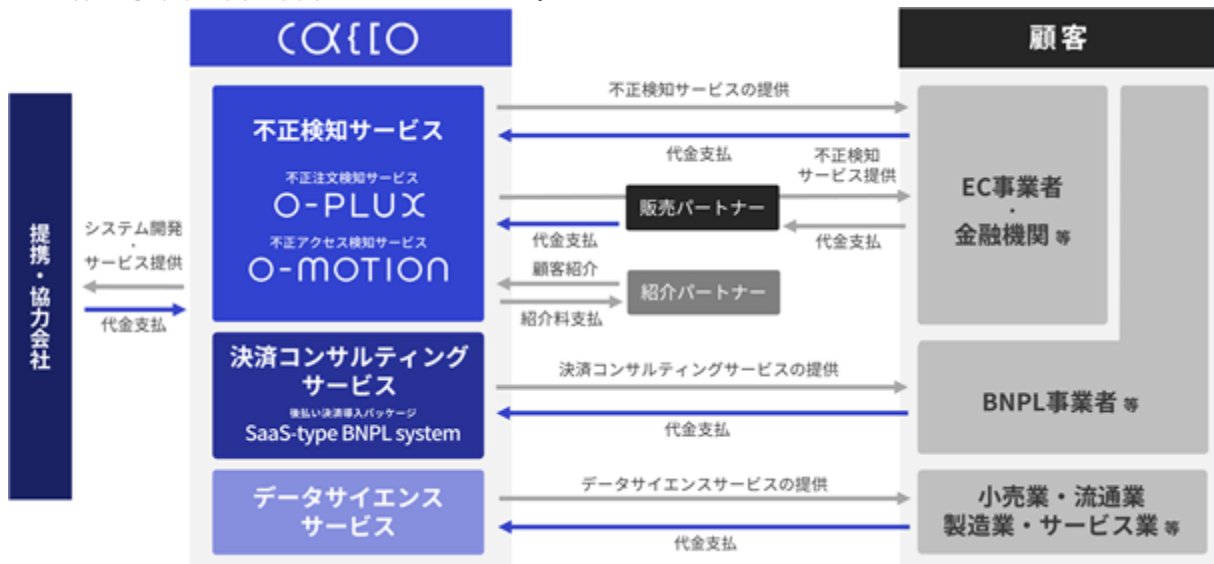 cacco
顧客
提携・協力会社
システム開発
・
サービス提供
代金支払
不正検知サービス
不正注文検知サービス
O-PLUX
不正アクセス検知サービス
O-MOTION
不正検知サービスの提供
代金支払
不正検知
サービス提供
販売パートナー
代金支払
代金支払
顧客紹介
紹介パートナー
紹介料支払
EC事業者
・
金融機関 等
決済コンサルティング
サービス
後払い決済導入パッケージ
SaaS-type BNPL system
決済コンサルティングサービスの提供
代金支払
BNPL事業者 等
データサイエンス
サービス
データサイエンスサービスの提供
代金支払
小売業・流通業
製造業・サービス業 等